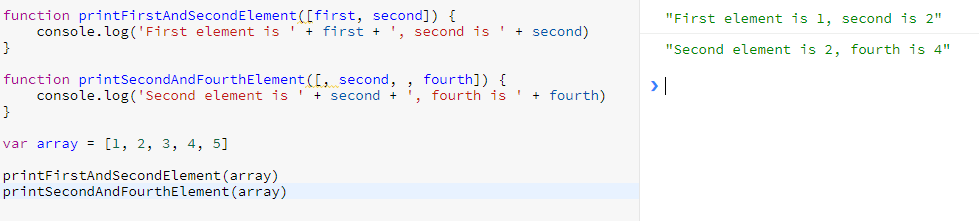 function printFirstAndSecondElement([first, second]) {
    console.log('First element is ' + first + ', second is ' + second)
}
function printSecondAndFourthElement([, second, , fourth]) {
    console.log('Second element is ' + second + ', fourth is ' + fourth)
}
var array = [1, 2, 3, 4, 5]
printFirstAndSecondElement(array)
printSecondAndFourthElement(array)
"First element is 1, second is 2"
"Second element is 2, fourth is 4"